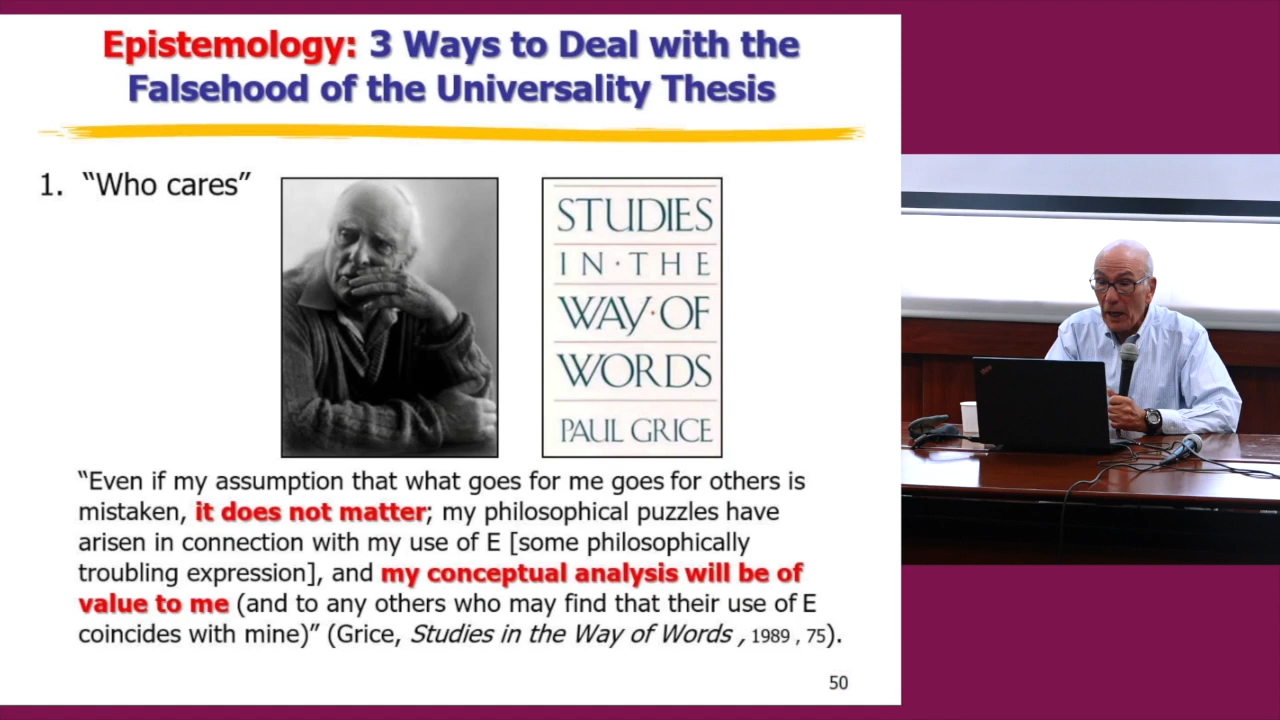 Epistemology: 3 Ways to Deal with the
Falsehood of the Universality Thesis
1. “Who cares”
STUDIES
IN·THE
WAY·OF
WORDS
PAUL GRICE
“Even if my assumption that what goes for me goes for others is
mistaken, it does not matter; my philosophical puzzles have
arisen in connection with my use of E [some philosophically
troubling expression], and my conceptual analysis will be of
value to me (and to any others who may find that their use of E
coincides with mine)” (Grice, Studies in the Way of Words , 1989 , 75).
50